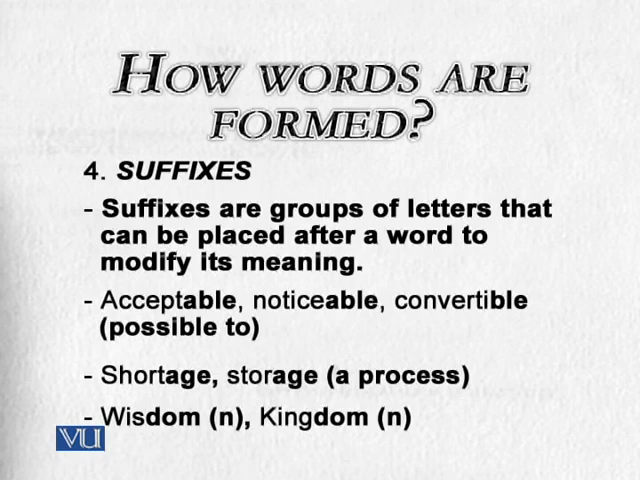 HOW WORDS ARE
FORMED?
4. SUFFIXES
- Suffixes are groups of letters that
can be placed after a word to
modify its meaning.
- Acceptable, noticeable, convertible
(possible to)
- Shortage, storage (a process)
- Wisdom (n), Kingdom (n)
VU